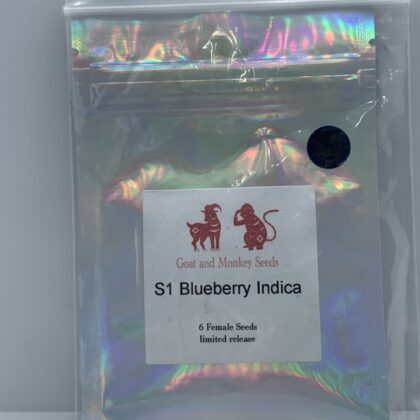 Goat and Monkey Seeds
S1 Blueberry Indica
6 Female Seeds
limited release